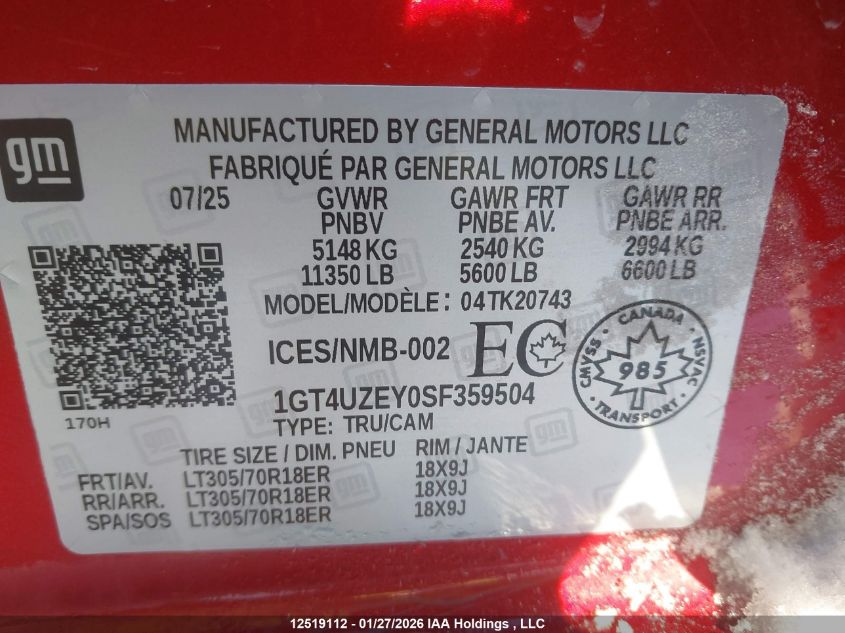 gm
MANUFACTURED BY GENERAL MOTORS LLC
FABRIQUÉ PAR GENERAL MOTORS LLC
07/25 GVWR GAWR FRT GAWR RR
PNBV PNBE AV. PNBE ARR.
5148 KG 2540 KG 2994 KG
11350 LB 5600 LB 6600 LB
MODEL/MODÈLE: 04TK20743
ICES/NMB-002 EC
CANADA
CMVSS 985 NSVAC
TRANSPORT
1GT4UZEY0SF359504
170H
TYPE: TRU/CAM
TIRE SIZE / DIM. PNEU RIM / JANTE
FRT/AV. LT305/70R18ER 18X9J
RR/ARR. LT305/70R18ER 18X9J
SPA/SOS LT305/70R18ER 18X9J
12519112 - 01/27/2026 IAA Holdings , LLC